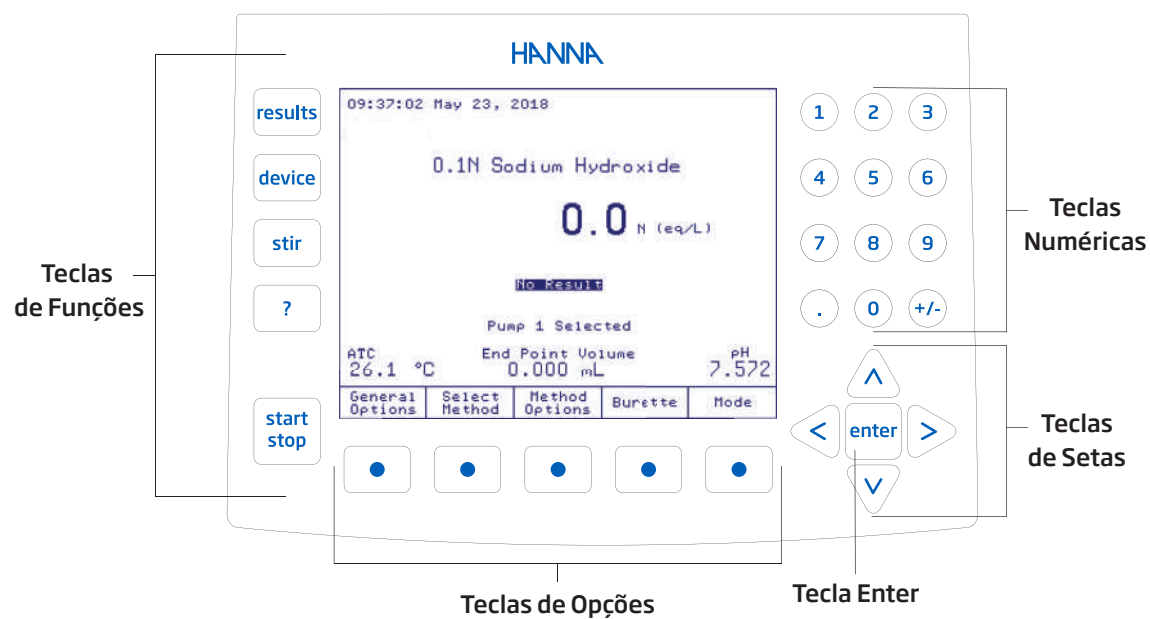 HANNA
results
device
stir
?
start
stop
09:37:02 May 23, 2018
0.1N Sodium Hydroxide
0.0 N (eq/L)
No Result
Pump 1 Selected
ATC
26.1 °C
End Point Volume
0.000 mL
pH
7.572
General
Options
Select
Method
Method
Options
Burette
Mode
1 2 3
4 5 6
7 8 9
. 0 +/-
enter
Teclas
de Funções
Teclas
Numéricas
Teclas
de Setas
Teclas de Opções
Tecla Enter